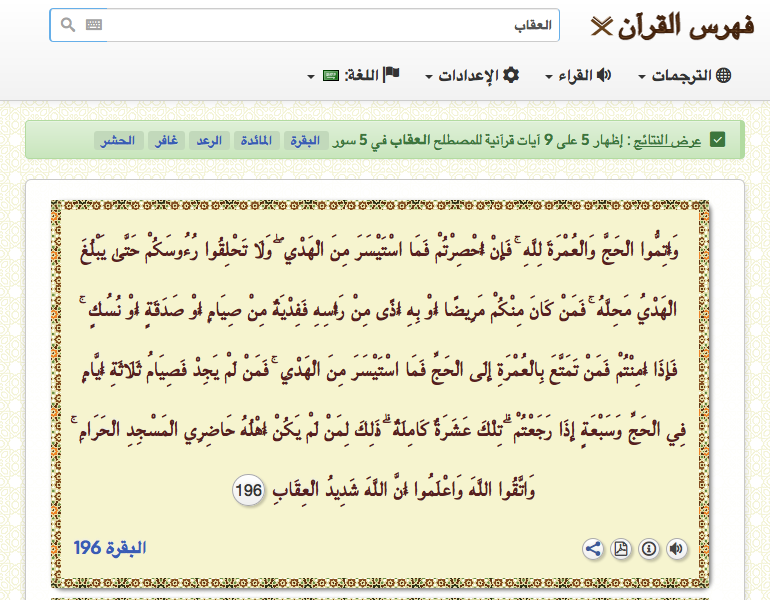 فهرس القرآن
العقاب
الترجمات
القراء
الإعدادات
اللغة:
عرض النتائج : إظهار 5 على 9 آيات قرآنية للمصطلح العقاب في 5 سور البقرة المائدة الرعد غافر الحشر
وَأَتِمُّوا الْحَجَّ وَالْعُمْرَةَ لِلَّهِ ۚ فَإِنْ أُحْصِرْتُمْ فَمَا اسْتَيْسَرَ مِنَ الْهَدْيِ ۖ وَلَا تَحْلِقُوا رُءُوسَكُمْ حَتَّىٰ يَبْلُغَ
الْهَدْيُ مَحِلَّهُ ۚ فَمَنْ كَانَ مِنْكُمْ مَرِيضًا أَوْ بِهِ أَذًى مِنْ رَأْسِهِ فَفِدْيَةٌ مِنْ صِيَامٍ أَوْ صَدَقَةٍ أَوْ نُسُكٍ ۚ
فَإِذَا أَمِنْتُمْ فَمَنْ تَمَتَّعَ بِالْعُمْرَةِ إِلَى الْحَجِّ فَمَا اسْتَيْسَرَ مِنَ الْهَدْيِ ۚ فَمَنْ لَمْ يَجِدْ فَصِيَامُ ثَلَاثَةِ أَيَّامٍ
فِي الْحَجِّ وَسَبْعَةٍ إِذَا رَجَعْتُمْ ۗ تِلْكَ عَشَرَةٌ كَامِلَةٌ ۗ ذَٰلِكَ لِمَنْ لَمْ يَكُنْ أَهْلُهُ حَاضِرِي الْمَسْجِدِ الْحَرَامِ ۚ
وَاتَّقُوا اللَّهَ وَاعْلَمُوا أَنَّ اللَّهَ شَدِيدُ الْعِقَابِ 196
البقرة 196